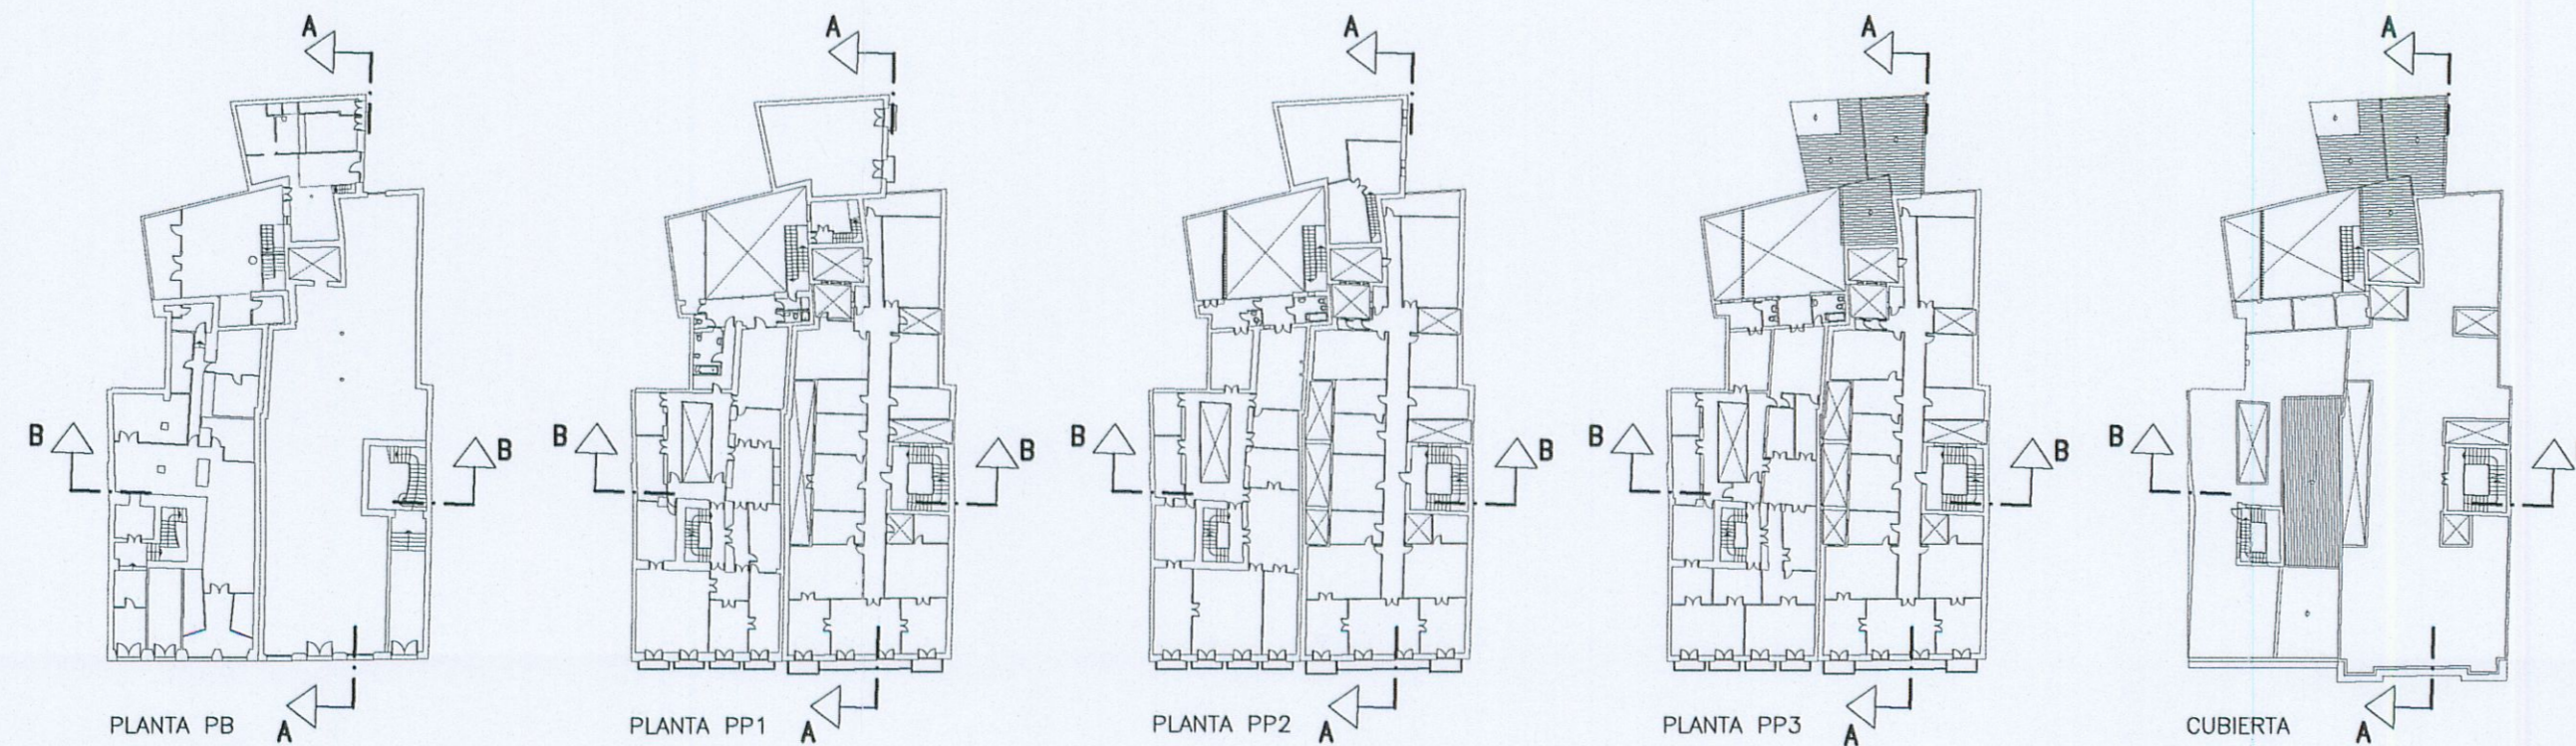 A A A A A
B B B B B B B B B
PLANTA PB A PLANTA PP1 A PLANTA PP2 A PLANTA PP3 A CUBIERTA A